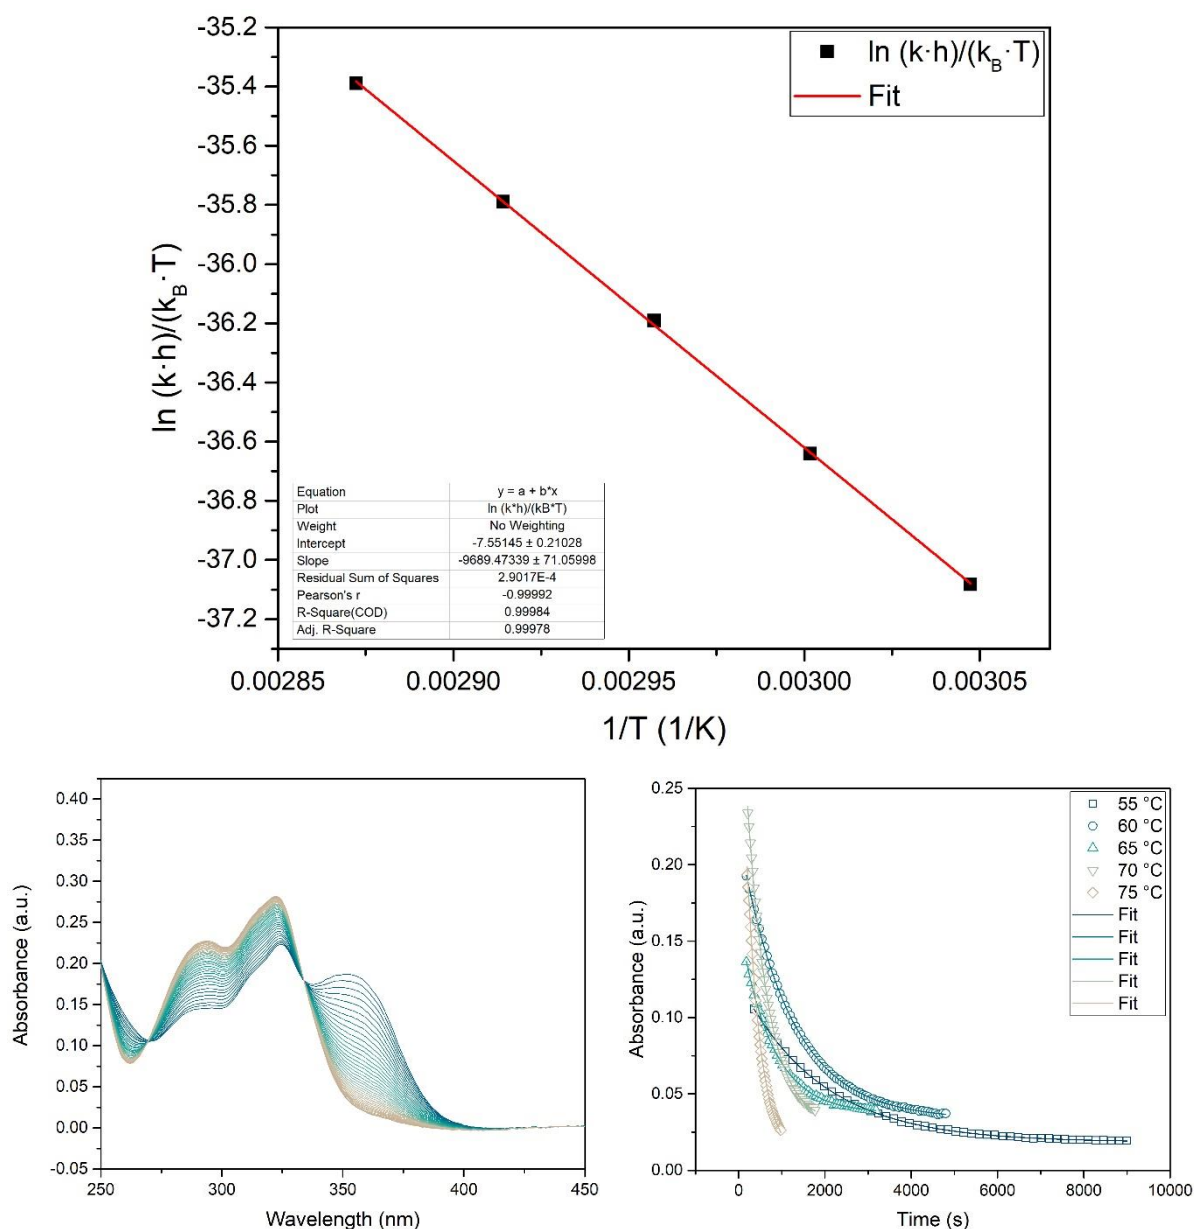 -35.2
-35.4
-35.6
-35.8
-36.0
-36.2
-36.4
-36.6
-36.8
-37.0
-37.2
ln (k·h)/(k_B·T)
ln (k·h)/(k_B·T)
Fit
Equation y = a + b*x
Plot ln (k*h)/(kB*T)
Weight No Weighting
Intercept -7.55145 ± 0.21028
Slope -9689.47339 ± 71.05998
Residual Sum of Squares 2.9017E-4
Pearson's r -0.99992
R-Square(COD) 0.99984
Adj. R-Square 0.99978
0.00285 0.00290 0.00295 0.00300 0.00305
1/T (1/K)
0.40
0.35
0.30
0.25
0.20
0.15
0.10
0.05
0.00
-0.05
Absorbance (a.u.)
250 300 350 400 450
Wavelength (nm)
0.25
0.20
0.15
0.10
0.05
0.00
Absorbance (a.u.)
55 °C
60 °C
65 °C
70 °C
75 °C
Fit
Fit
Fit
Fit
Fit
0 2000 4000 6000 8000 10000
Time (s)